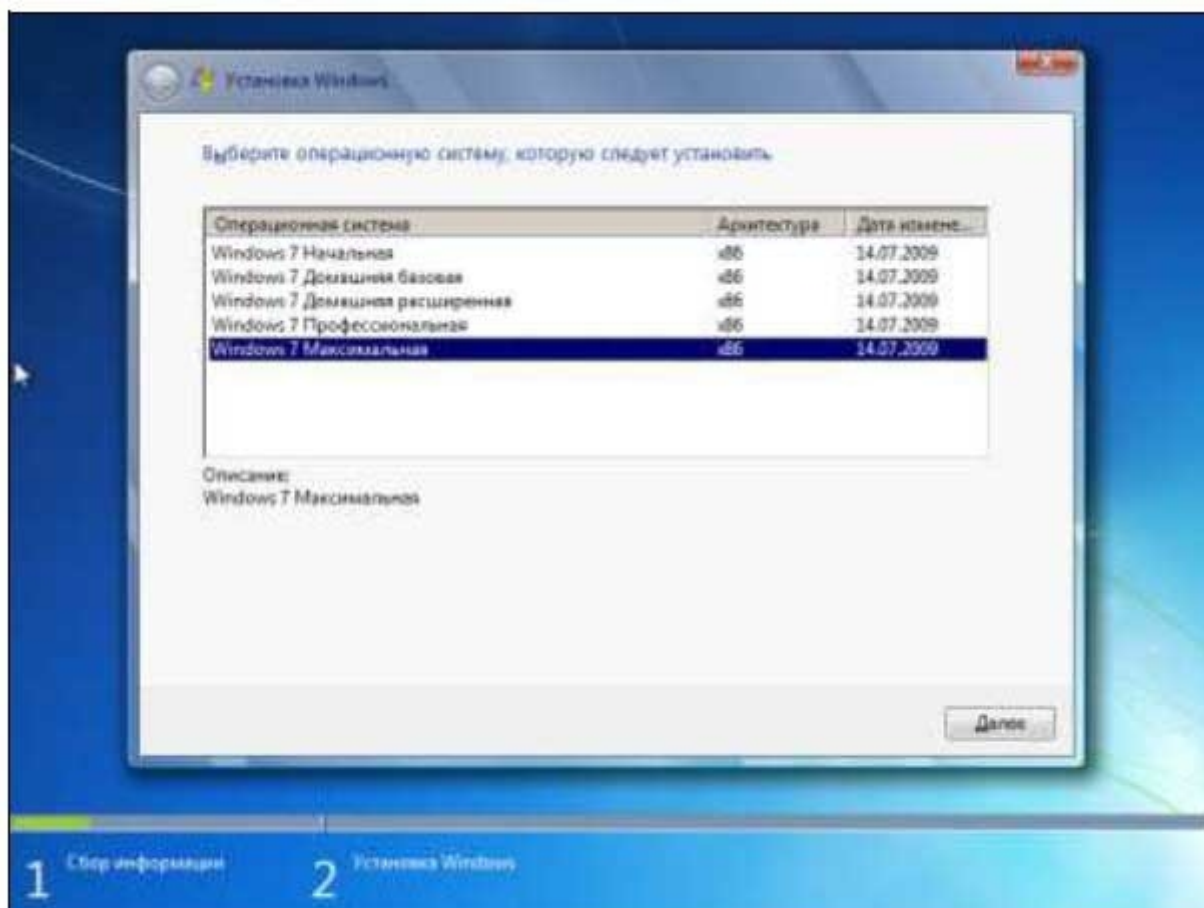 Установка Windows
Выберите операционную систему, которую следует установить
Операционная система Архитектура Дата измене...
Windows 7 Начальная x86 14.07.2009
Windows 7 Домашняя базовая x86 14.07.2009
Windows 7 Домашняя расширенная x86 14.07.2009
Windows 7 Профессиональная x86 14.07.2009
Windows 7 Максимальная x86 14.07.2009
Описание:
Windows 7 Максимальная
Далее
1 Сбор информации 2 Установка Windows